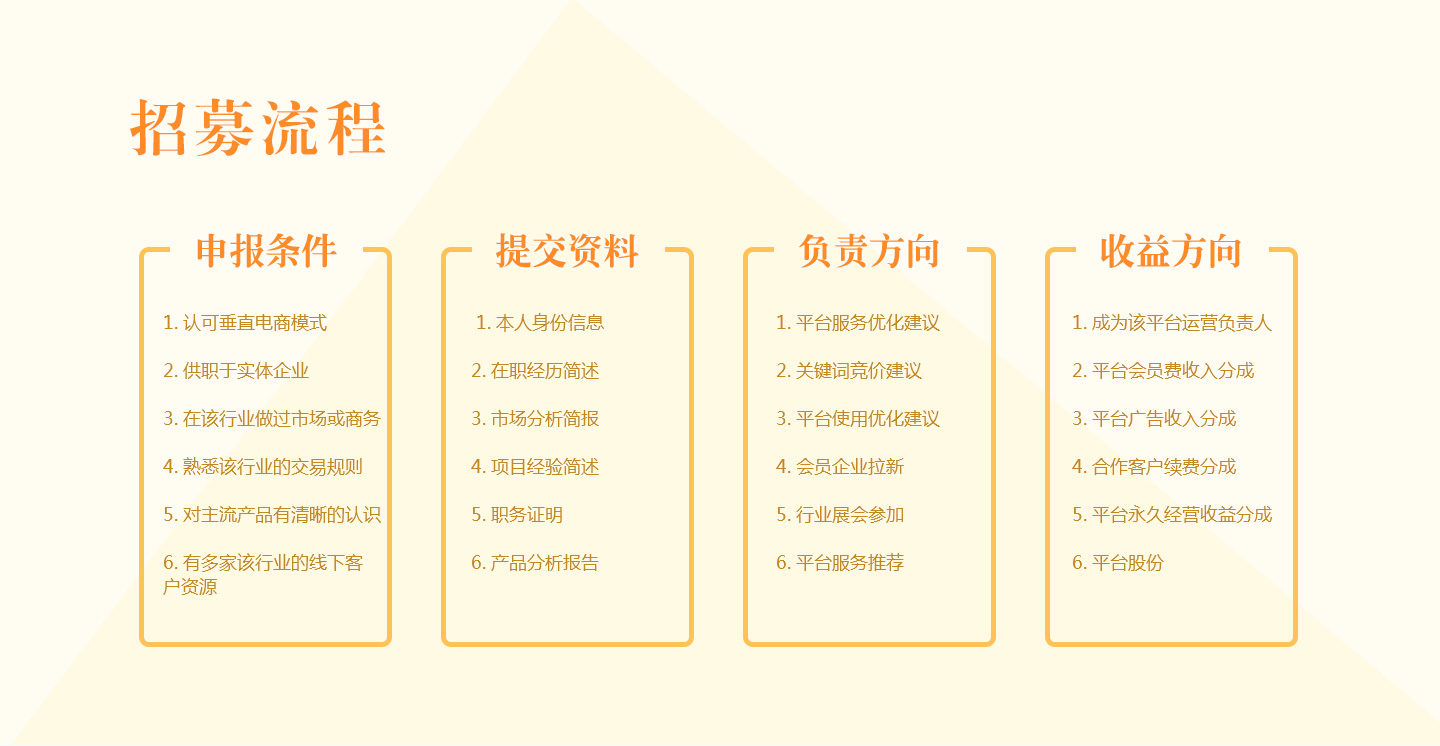 招募流程
申报条件
1. 认可垂直电商模式
2. 供职于实体企业
3. 在该行业做过市场或商务
4. 熟悉该行业的交易规则
5. 对主流产品有清晰的认识
6. 有多家该行业的线下客
户资源
提交资料
1. 本人身份信息
2. 在职经历简述
3. 市场分析简报
4. 项目经验简述
5. 职务证明
6. 产品分析报告
负责方向
1. 平台服务优化建议
2. 关键词竞价建议
3. 平台使用优化建议
4. 会员企业拉新
5. 行业展会参加
6. 平台服务推荐
收益方向
1. 成为该平台运营负责人
2. 平台会员费收入分成
3. 平台广告收入分成
4. 合作客户续费分成
5. 平台永久经营收益分成
6. 平台股份